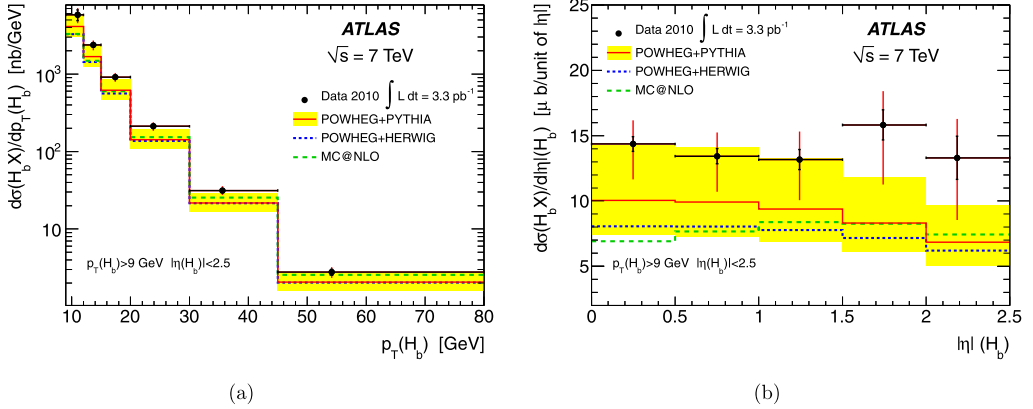 dσ(H_b X)/dp_T(H_b) [nb/GeV]
10³
10²
10
ATLAS
√s = 7 TeV
Data 2010 ∫ L dt = 3.3 pb⁻¹
POWHEG+PYTHIA
POWHEG+HERWIG
MC@NLO
p_T(H_b)>9 GeV |η(H_b)|<2.5
10 20 30 40 50 60 70 80
p_T(H_b) [GeV]
(a)
dσ(H_b X)/d|η|(H_b) [μ b/unit of |η|]
25
20
15
10
5
Data 2010 ∫ L dt = 3.3 pb⁻¹
POWHEG+PYTHIA
POWHEG+HERWIG
MC@NLO
ATLAS
√s = 7 TeV
p_T(H_b)>9 GeV |η(H_b)|<2.5
0 0.5 1 1.5 2 2.5
|η| (H_b)
(b)